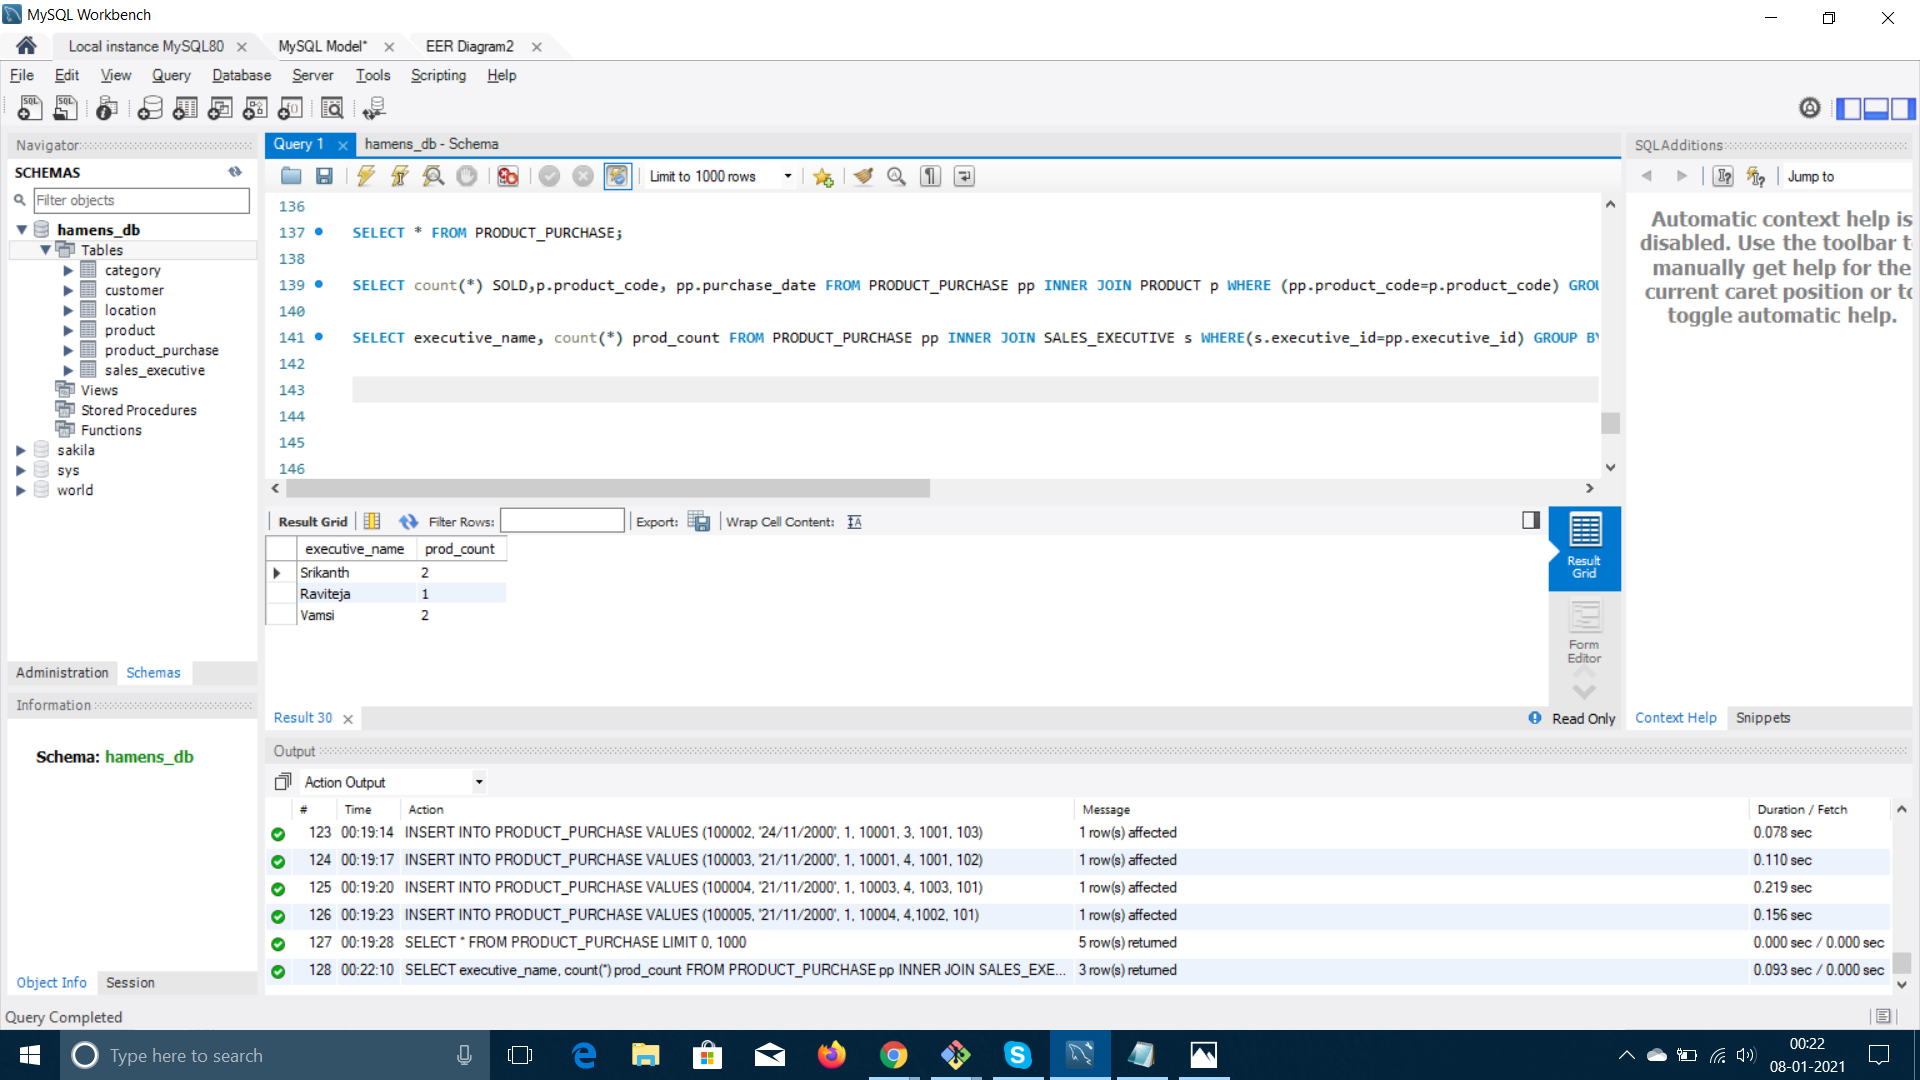 MySQL Workbench
Local instance MySQL80
MySQL Model*
EER Diagram2
File Edit View Query Database Server Tools Scripting Help
Navigator
SCHEMAS
Filter objects
hamens_db
Tables
category
customer
location
product
product_purchase
sales_executive
Views
Stored Procedures
Functions
sakila
sys
world
Administration Schemas
Information
Schema: hamens_db
Object Info Session
Query 1
hamens_db - Schema
Limit to 1000 rows
136
137 SELECT * FROM PRODUCT_PURCHASE;
138
139 SELECT count(*) SOLD,p.product_code, pp.purchase_date FROM PRODUCT_PURCHASE pp INNER JOIN PRODUCT p WHERE (pp.product_code=p.product_code) GROU
140
141 SELECT executive_name, count(*) prod_count FROM PRODUCT_PURCHASE pp INNER JOIN SALES_EXECUTIVE s WHERE(s.executive_id=pp.executive_id) GROUP BY
142
143
144
145
146
Result Grid Filter Rows: Export: Wrap Cell Content:
executive_name prod_count
Srikanth 2
Raviteja 1
Vamsi 2
Result Grid
Form Editor
Result 30
Read Only
SQLAdditions
Jump to
Automatic context help is
disabled. Use the toolbar t
manually get help for the
current caret position or to
toggle automatic help.
Context Help Snippets
Output
Action Output
# Time Action Message Duration / Fetch
123 00:19:14 INSERT INTO PRODUCT_PURCHASE VALUES (100002, '24/11/2000', 1, 10001, 3, 1001, 103) 1 row(s) affected 0.078 sec
124 00:19:17 INSERT INTO PRODUCT_PURCHASE VALUES (100003, '21/11/2000', 1, 10001, 4, 1001, 102) 1 row(s) affected 0.110 sec
125 00:19:20 INSERT INTO PRODUCT_PURCHASE VALUES (100004, '21/11/2000', 1, 10003, 4, 1003, 101) 1 row(s) affected 0.219 sec
126 00:19:23 INSERT INTO PRODUCT_PURCHASE VALUES (100005, '21/11/2000', 1, 10004, 4,1002, 101) 1 row(s) affected 0.156 sec
127 00:19:28 SELECT * FROM PRODUCT_PURCHASE LIMIT 0, 1000 5 row(s) returned 0.000 sec / 0.000 sec
128 00:22:10 SELECT executive_name, count(*) prod_count FROM PRODUCT_PURCHASE pp INNER JOIN SALES_EXE... 3 row(s) returned 0.093 sec / 0.000 sec
Query Completed
Type here to search
00:22
08-01-2021